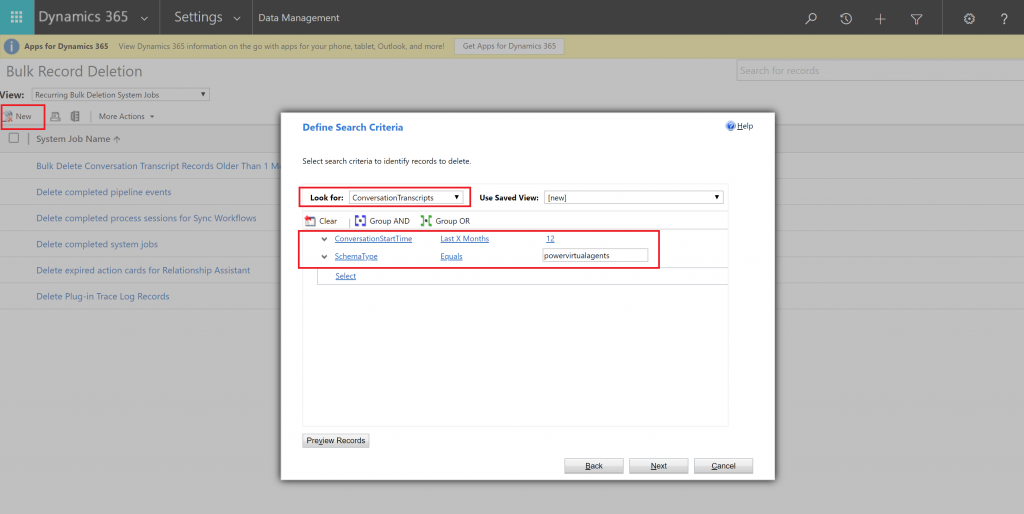 Dynamics 365 Settings Data Management
Apps for Dynamics 365 View Dynamics 365 information on the go with apps for your phone, tablet, Outlook, and more! Get Apps for Dynamics 365
Bulk Record Deletion Search for records
View: Recurring Bulk Deletion System Jobs
New More Actions
System Job Name
Bulk Delete Conversation Transcript Records Older Than 1 M
Delete completed pipeline events
Delete completed process sessions for Sync Workflows
Delete completed system jobs
Delete expired action cards for Relationship Assistant
Delete Plug-in Trace Log Records
Define Search Criteria Help
Select search criteria to identify records to delete.
Look for: ConversationTranscripts Use Saved View: [new]
Clear Group AND Group OR
ConversationStartTime Last X Months 12
SchemaType Equals powervirtualagents
Select
Preview Records
Back Next Cancel